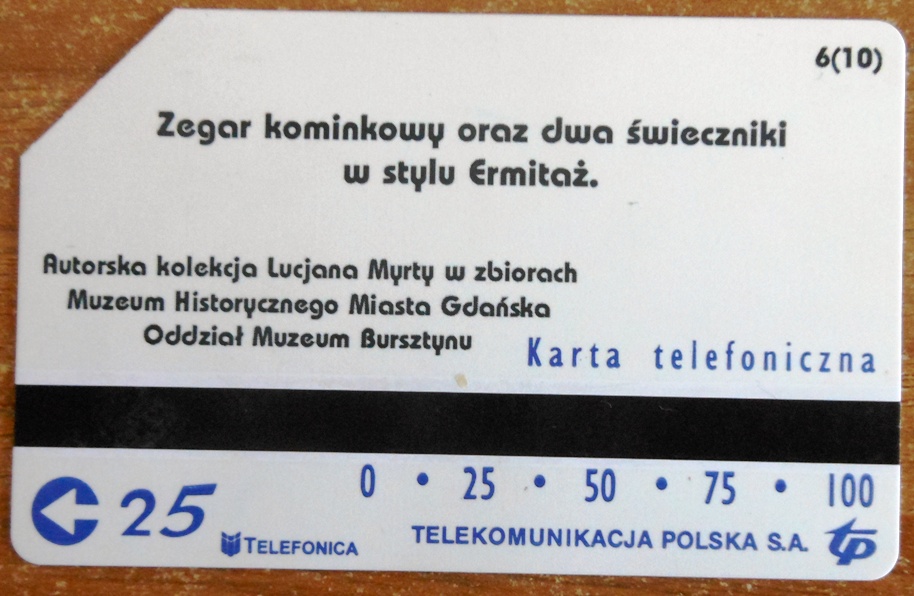 6(10)
Zegar kominkowy oraz dwa świeczniki
w stylu Ermitaż.
Autorska kolekcja Lucjana Myrty w zbiorach
Muzeum Historycznego Miasta Gdańska
Oddział Muzeum Bursztynu
Karta telefoniczna
0 • 25 • 50 • 75 • 100
25
TELEFONICA
TELEKOMUNIKACJA POLSKA S.A.
tp